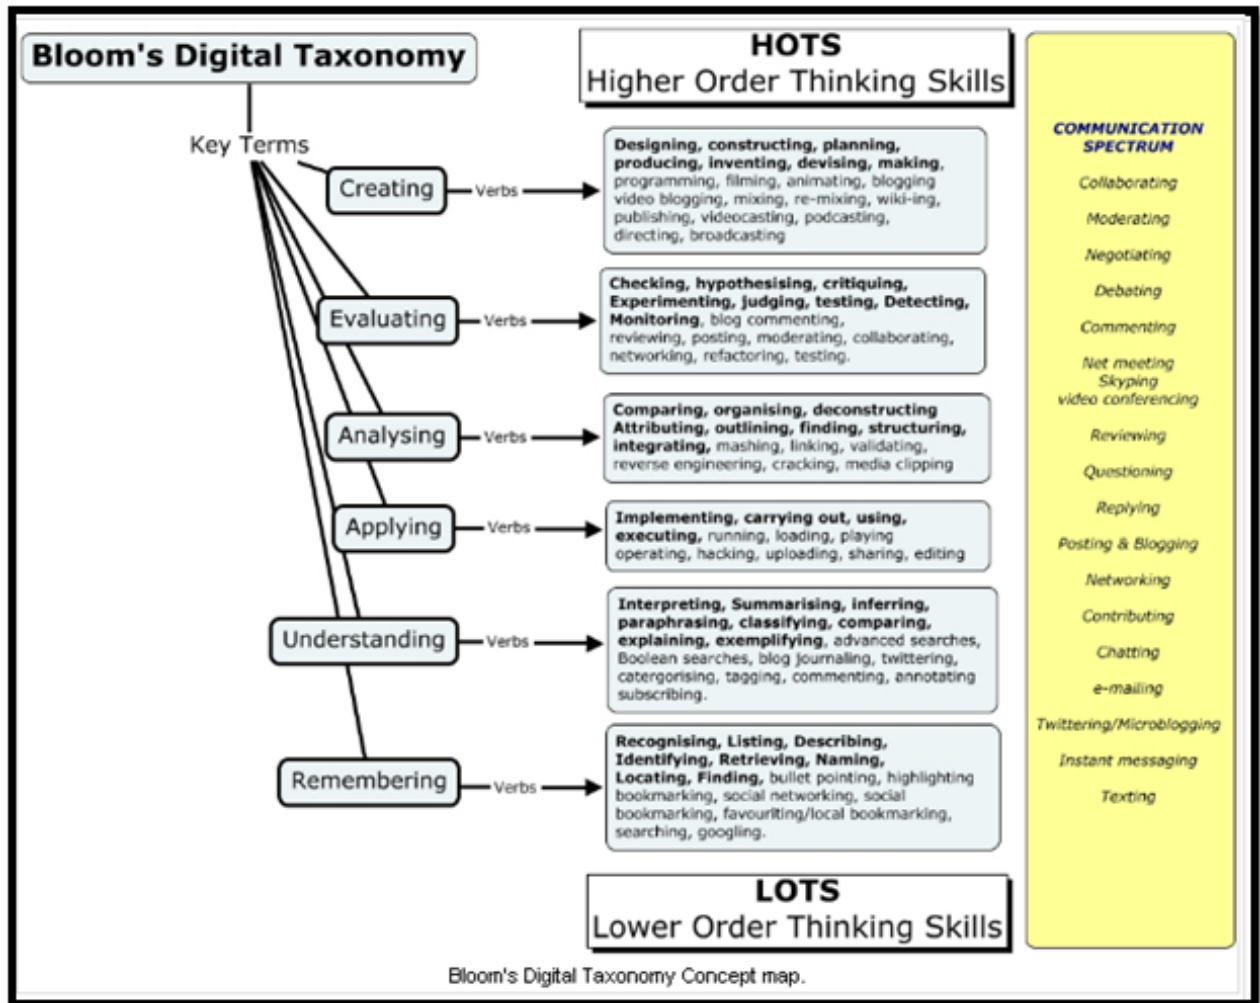 Bloom's Digital Taxonomy
Key Terms
HOTS
Higher Order Thinking Skills
Creating
Verbs
Designing, constructing, planning,
producing, inventing, devising, making,
programming, filming, animating, blogging
video blogging, mixing, re-mixing, wiki-ing,
publishing, videocasting, podcasting,
directing, broadcasting
Evaluating
Verbs
Checking, hypothesising, critiquing,
Experimenting, judging, testing, Detecting,
Monitoring, blog commenting,
reviewing, posting, moderating, collaborating,
networking, refactoring, testing.
Analysing
Verbs
Comparing, organising, deconstructing
Attributing, outlining, finding, structuring,
integrating, mashing, linking, validating,
reverse engineering, cracking, media clipping
Applying
Verbs
Implementing, carrying out, using,
executing, running, loading, playing
operating, hacking, uploading, sharing, editing
Understanding
Verbs
Interpreting, Summarising, inferring,
paraphrasing, classifying, comparing,
explaining, exemplifying, advanced searches,
Boolean searches, blog journaling, twittering,
catergorising, tagging, commenting, annotating
subscribing.
Remembering
Verbs
Recognising, Listing, Describing,
Identifying, Retrieving, Naming,
Locating, Finding, bullet pointing, highlighting
bookmarking, social networking, social
bookmarking, favouriting/local bookmarking,
searching, googling.
LOTS
Lower Order Thinking Skills
COMMUNICATION
SPECTRUM
Collaborating
Moderating
Negotiating
Debating
Commenting
Net meeting
Skyping
video conferencing
Reviewing
Questioning
Replying
Posting & Blogging
Networking
Contributing
Chatting
e-mailing
Twittering/Microblogging
Instant messaging
Texting
Bloom's Digital Taxonomy Concept map.